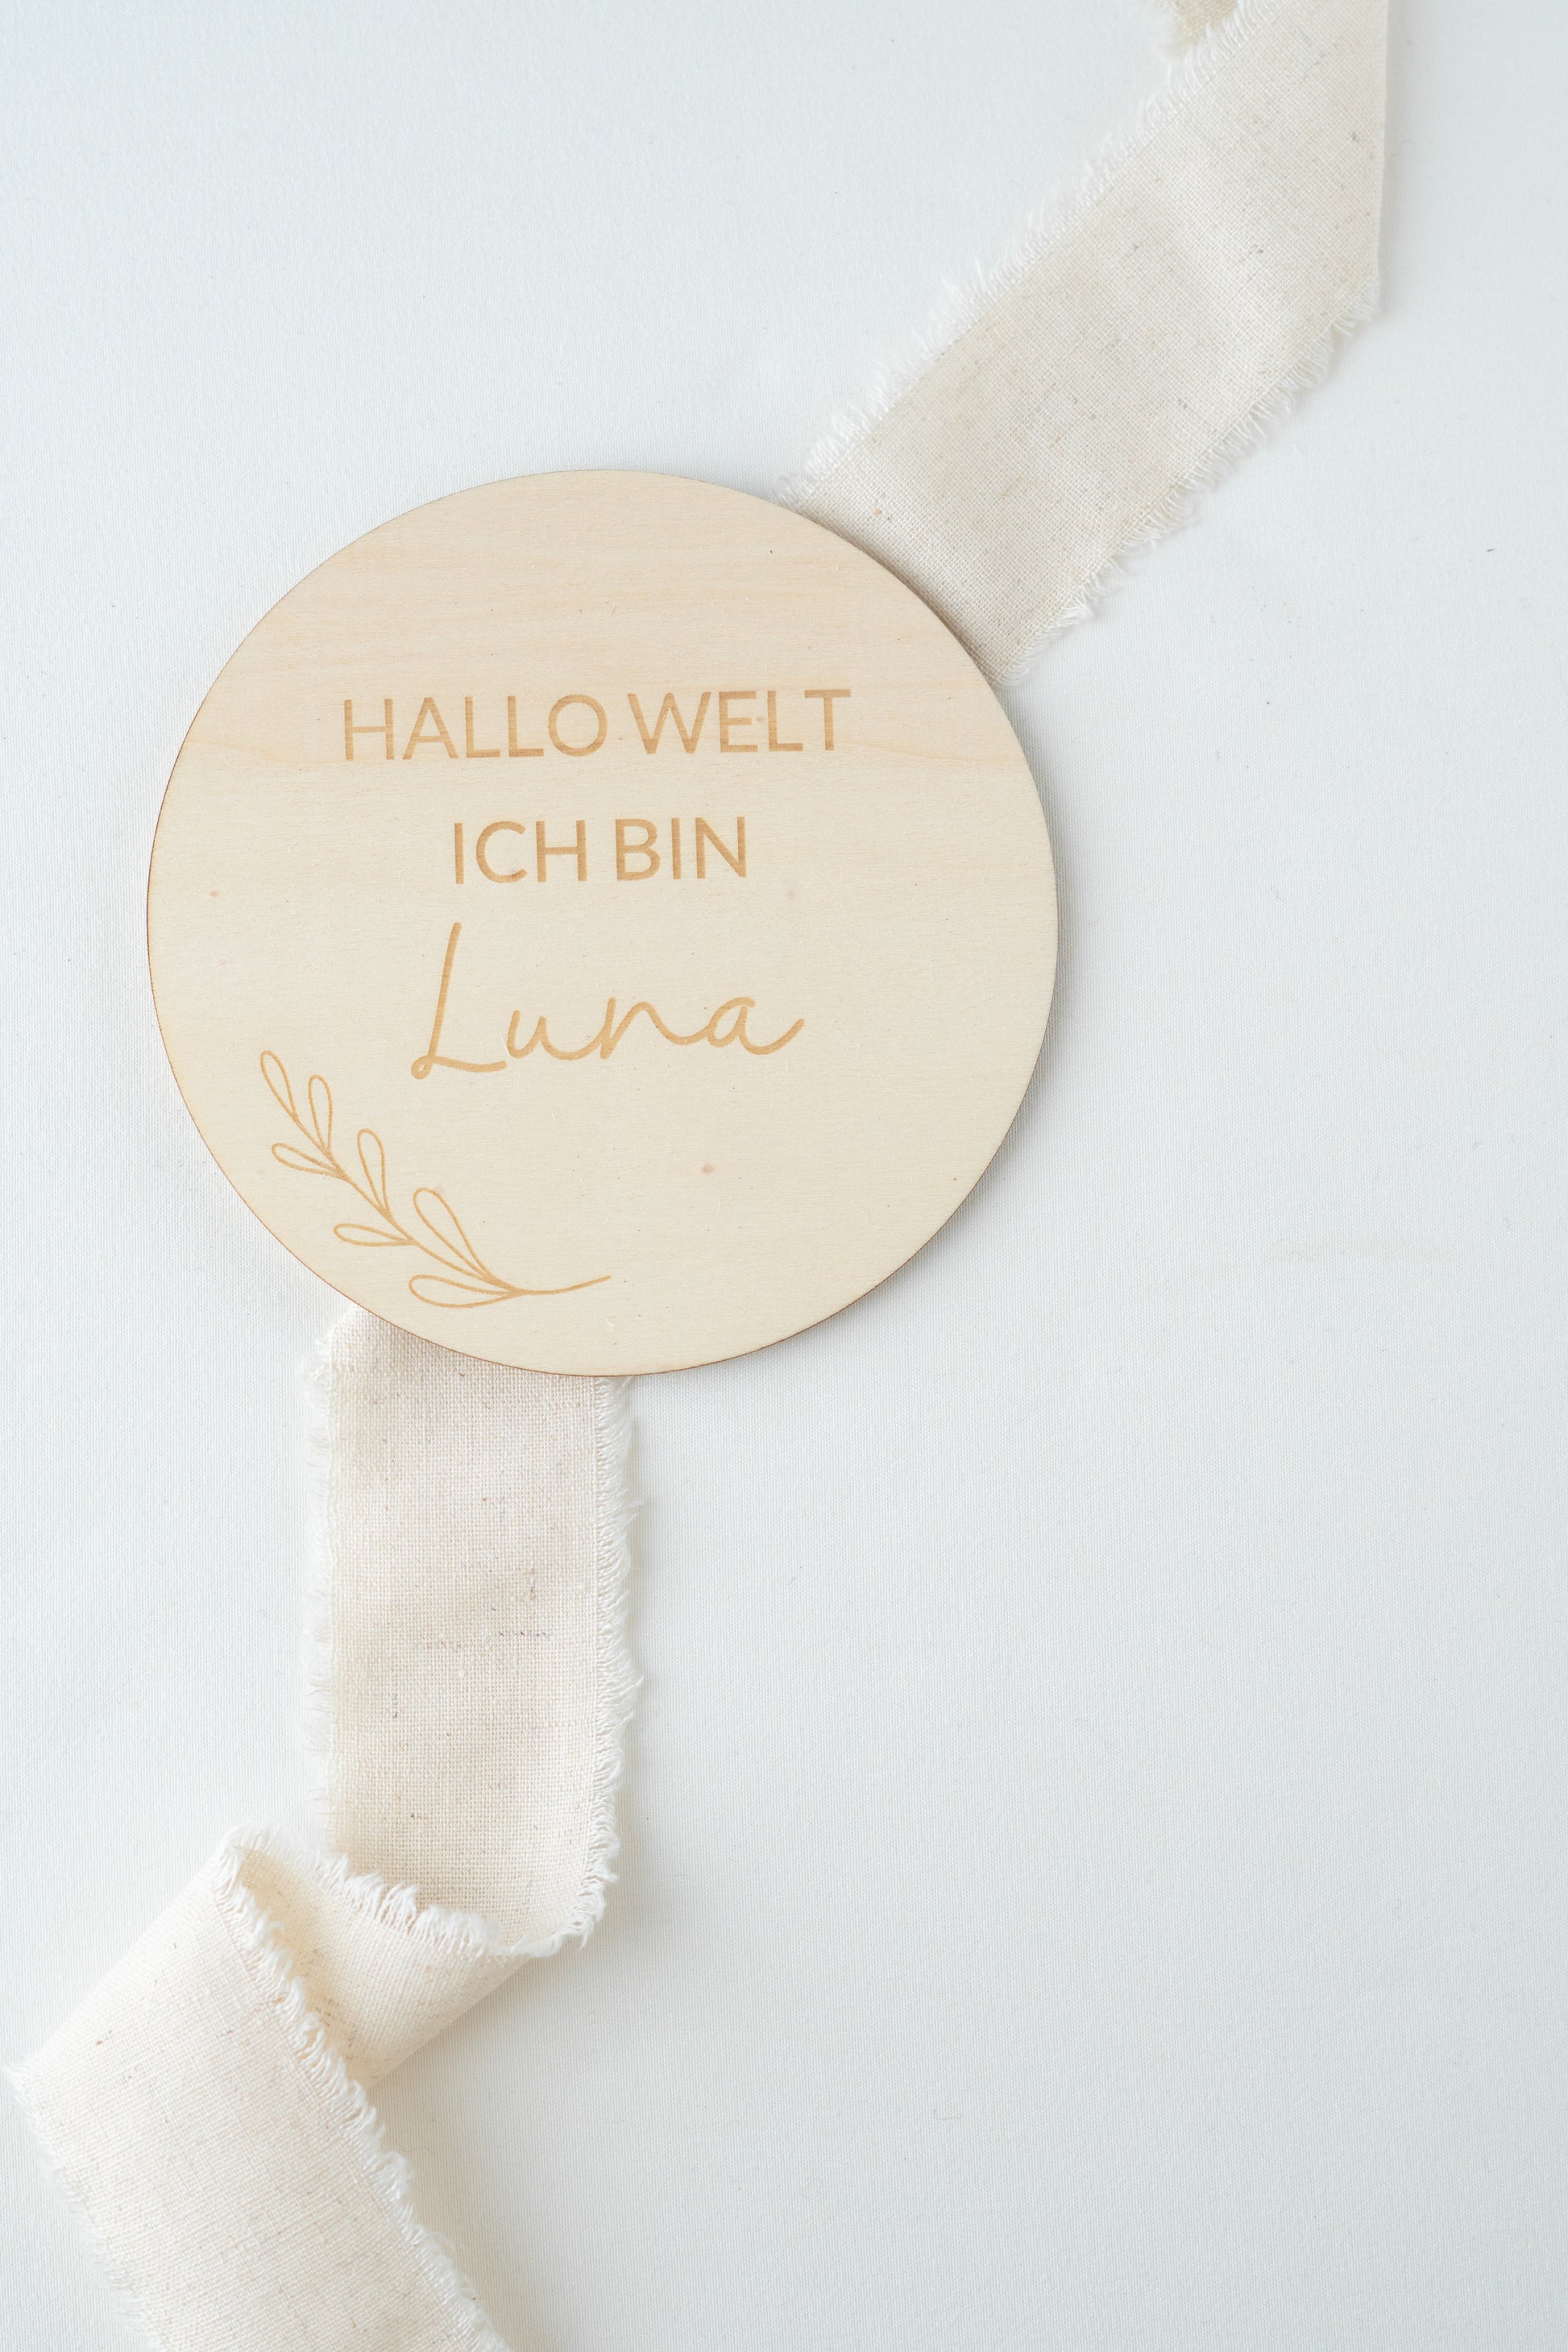 HALLO WELT
ICH BIN
Luna